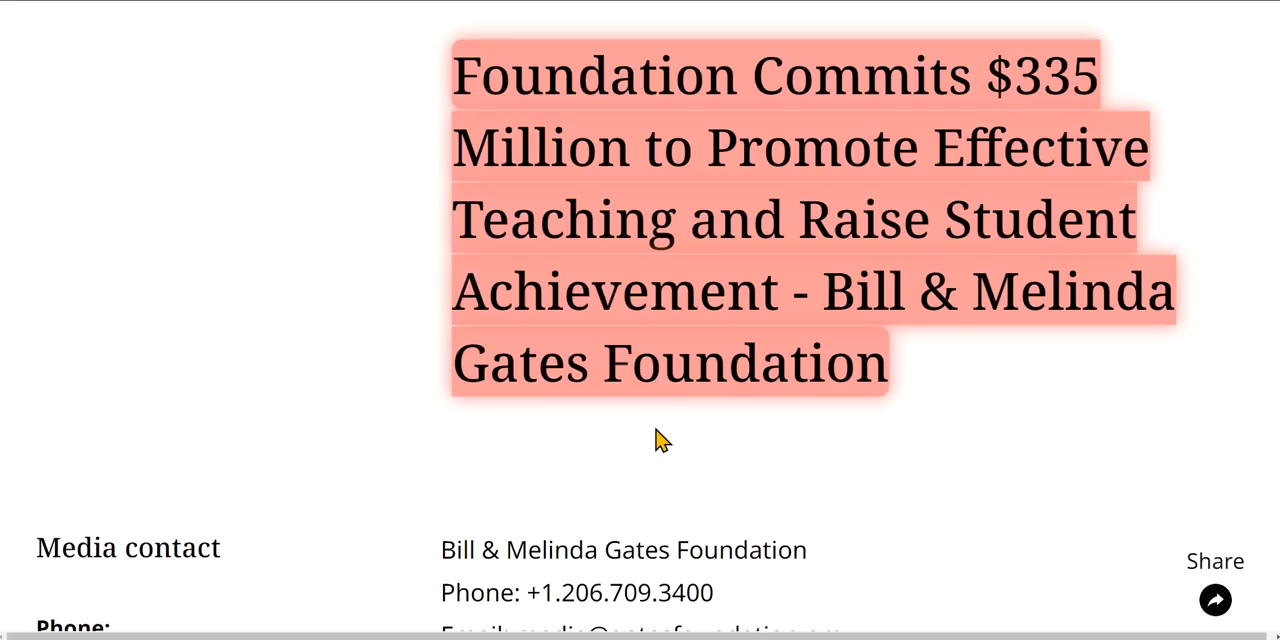 Foundation Commits $335
Million to Promote Effective
Teaching and Raise Student
Achievement - Bill & Melinda
Gates Foundation
Media contact
Bill & Melinda Gates Foundation
Phone: +1.206.709.3400
Share
Phone: